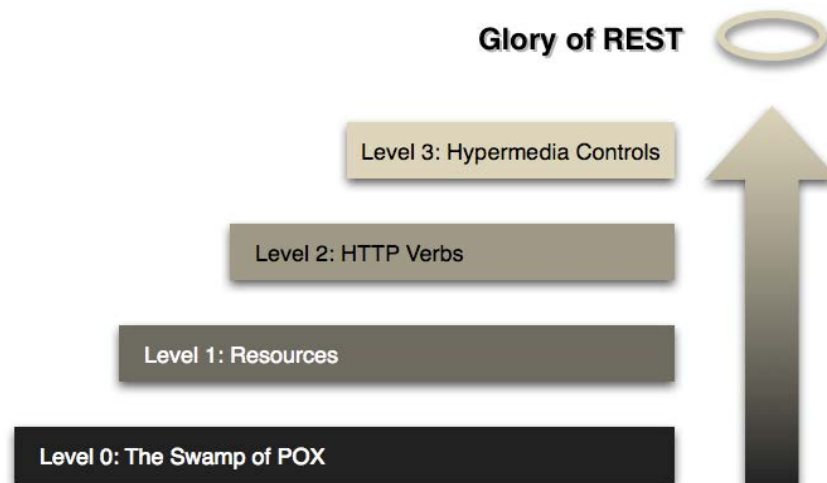 Glory of REST
Level 3: Hypermedia Controls
Level 2: HTTP Verbs
Level 1: Resources
Level 0: The Swamp of POX